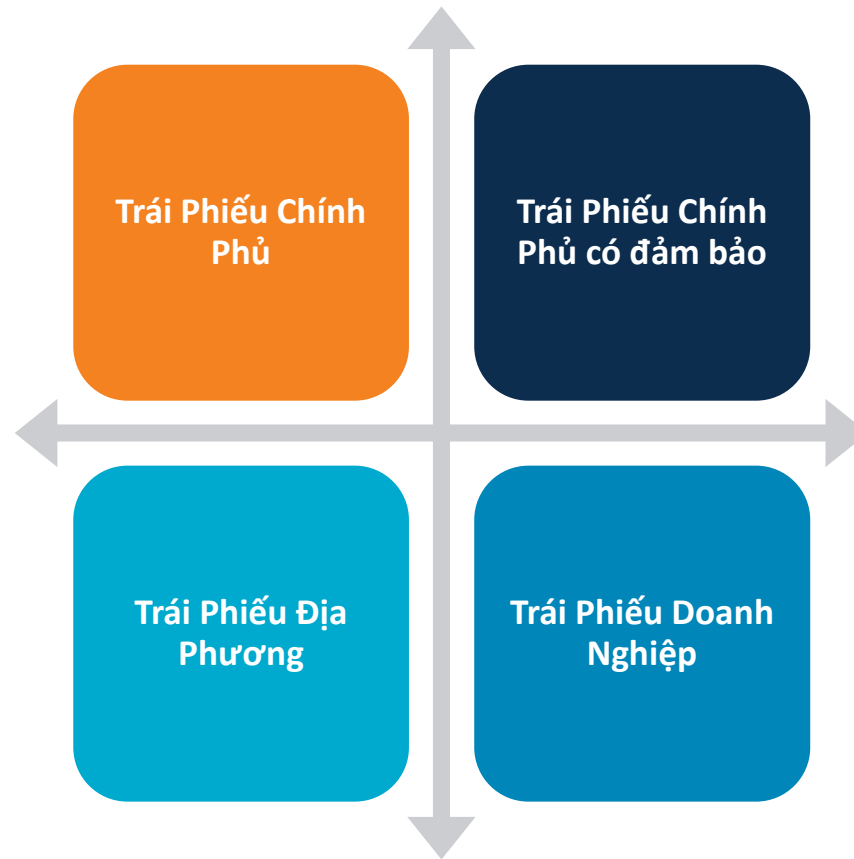 Trái Phiếu Chính
Phủ
Trái Phiếu Chính
Phủ có đảm bảo
Trái Phiếu Địa
Phương
Trái Phiếu Doanh
Nghiệp